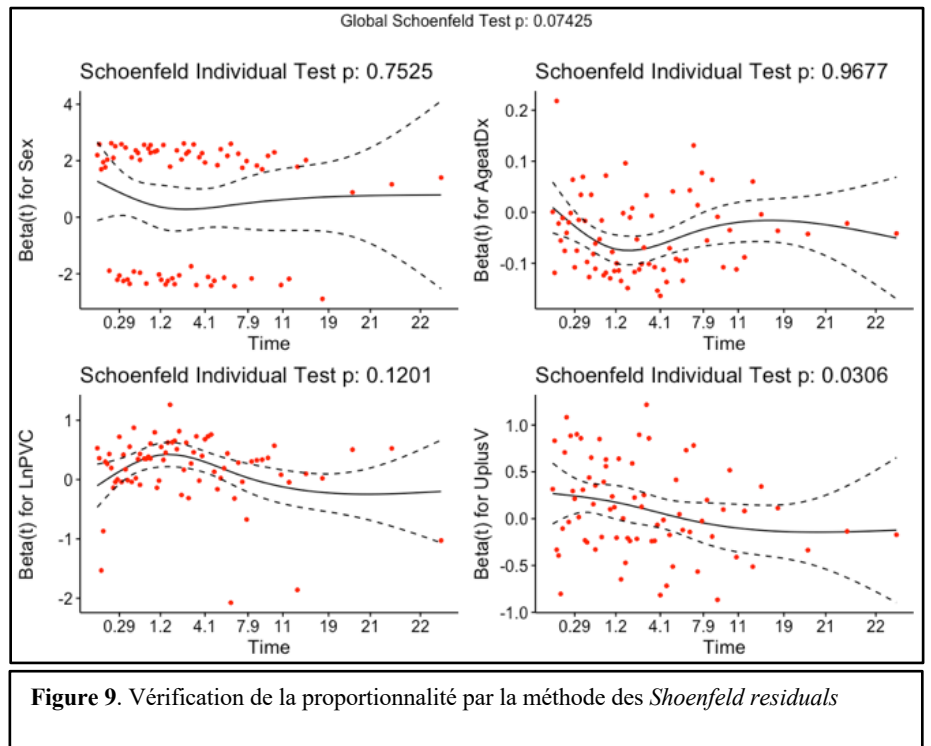 Global Schoenfeld Test p: 0.07425
Schoenfeld Individual Test p: 0.7525
Beta(t) for Sex
4
2
0
-2
0.29 1.2 4.1 7.9 11 19 21 22
Time
Schoenfeld Individual Test p: 0.9677
Beta(t) for AgeatDx
0.2
0.1
0.0
-0.1
0.29 1.2 4.1 7.9 11 19 21 22
Time
Schoenfeld Individual Test p: 0.1201
Beta(t) for LnPVC
1
0
-1
-2
0.29 1.2 4.1 7.9 11 19 21 22
Time
Schoenfeld Individual Test p: 0.0306
Beta(t) for UplusV
1.0
0.5
0.0
-0.5
-1.0
0.29 1.2 4.1 7.9 11 19 21 22
Time
Figure 9. Vérification de la proportionnalité par la méthode des Shoenfeld residuals